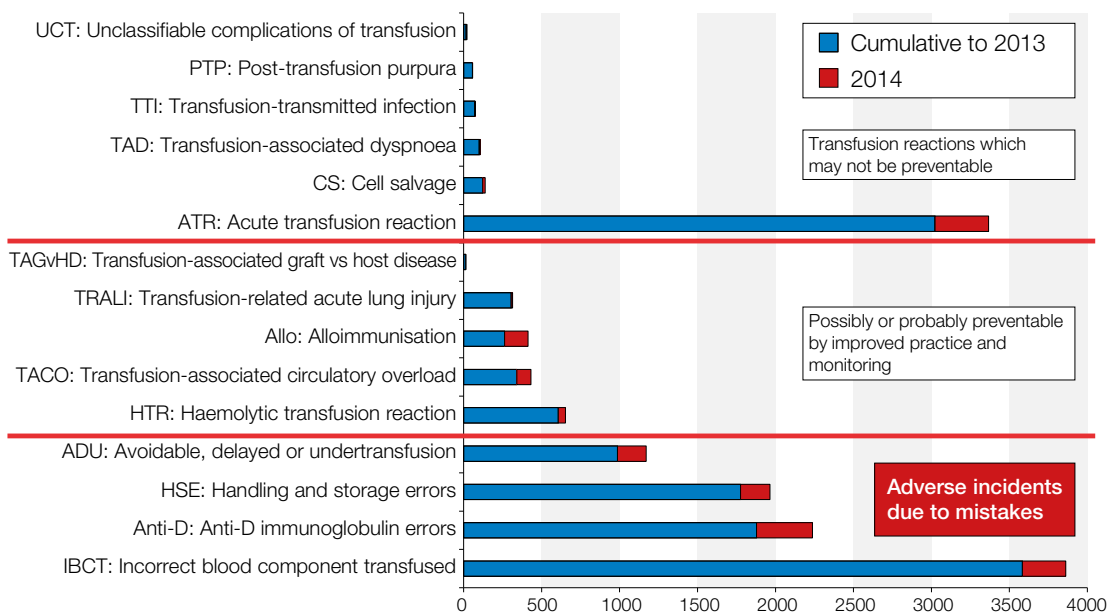 UCT: Unclassifiable complications of transfusion
PTP: Post-transfusion purpura
TTI: Transfusion-transmitted infection
TAD: Transfusion-associated dyspnoea
CS: Cell salvage
ATR: Acute transfusion reaction
Cumulative to 2013
2014
Transfusion reactions which
may not be preventable
TAGvHD: Transfusion-associated graft vs host disease
TRALI: Transfusion-related acute lung injury
Allo: Alloimmunisation
TACO: Transfusion-associated circulatory overload
HTR: Haemolytic transfusion reaction
Possibly or probably preventable
by improved practice and
monitoring
ADU: Avoidable, delayed or undertransfusion
HSE: Handling and storage errors
Anti-D: Anti-D immunoglobulin errors
IBCT: Incorrect blood component transfused
Adverse incidents
due to mistakes
0 500 1000 1500 2000 2500 3000 3500 4000